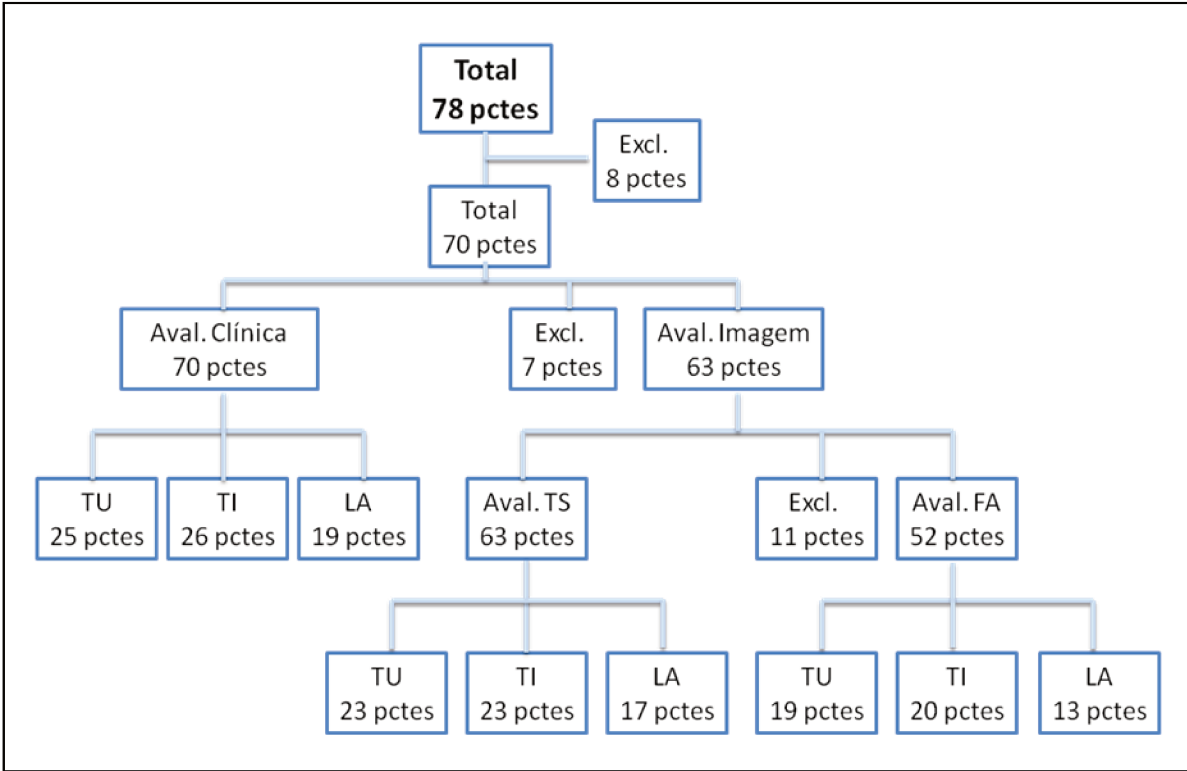 Total
78 pctes
Excl.
8 pctes
Total
70 pctes
Aval. Clínica
70 pctes
Excl.
7 pctes
Aval. Imagem
63 pctes
TU
25 pctes
TI
26 pctes
LA
19 pctes
Aval. TS
63 pctes
Excl.
11 pctes
Aval. FA
52 pctes
TU
23 pctes
TI
23 pctes
LA
17 pctes
TU
19 pctes
TI
20 pctes
LA
13 pctes